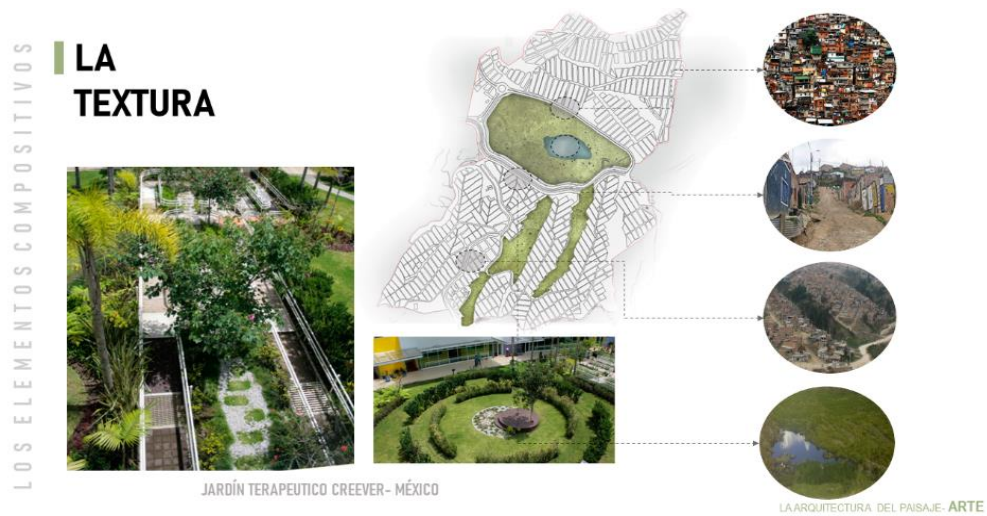 LOS ELEMENTOS COMPOSITIVOS
LA
TEXTURA
JARDÍN TERAPEUTICO CREEVER- MÉXICO
LA ARQUITECTURA DEL PAISAJE- ARTE